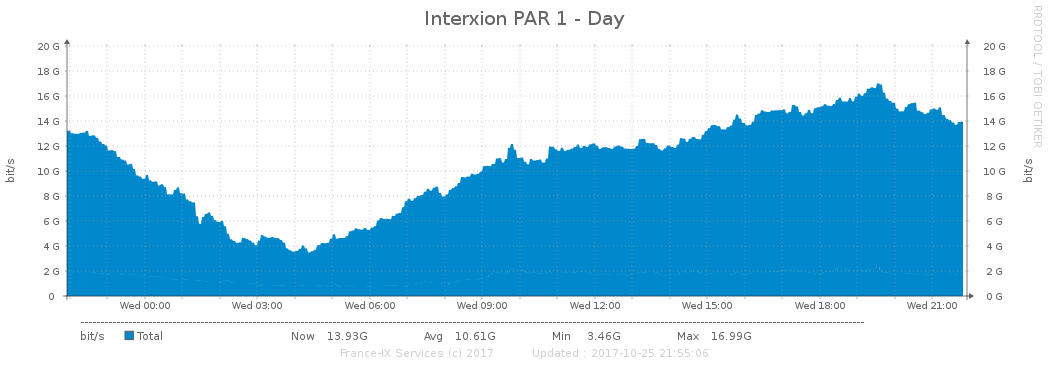 Interxion PAR 1 - Day
RRDTOOL / TOBI OETIKER
20 G 20 G
18 G 18 G
16 G 16 G
14 G 14 G
12 G 12 G
10 G 10 G
8 G 8 G
6 G 6 G
4 G 4 G
2 G 2 G
0 0 G
bit/s bit/s
Wed 00:00 Wed 03:00 Wed 06:00 Wed 09:00 Wed 12:00 Wed 15:00 Wed 18:00 Wed 21:00
bit/s Total Now 13.93G Avg 10.61G Min 3.46G Max 16.99G
France-IX Services (c) 2017 Updated : 2017-10-25 21:55:06